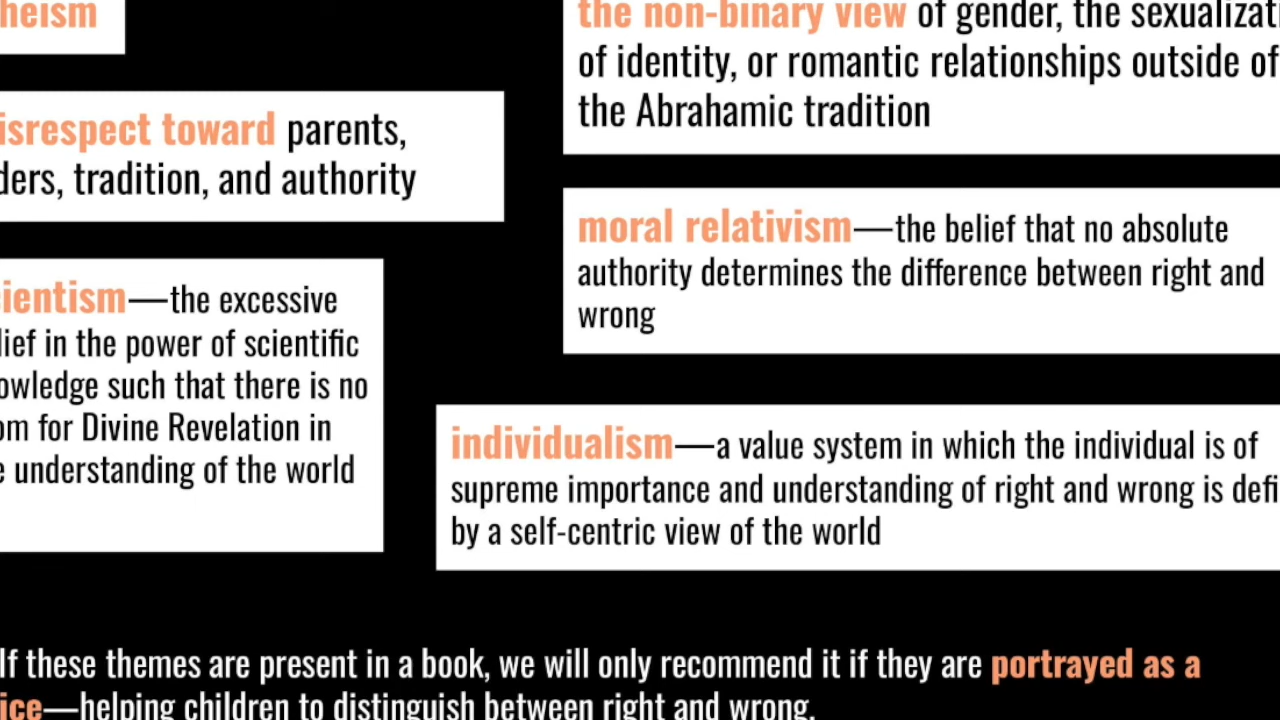 heism
isrespect toward parents,
ders, tradition, and authority
ientism—the excessive
lief in the power of scientific
owledge such that there is no
om for Divine Revelation in
e understanding of the world
the non-binary view of gender, the sexualizati
of identity, or romantic relationships outside of
the Abrahamic tradition
moral relativism—the belief that no absolute
authority determines the difference between right and
wrong
individualism—a value system in which the individual is of
supreme importance and understanding of right and wrong is defi
by a self-centric view of the world
If these themes are present in a book, we will only recommend it if they are portrayed as a
ice—helping children to distinguish between right and wrong.